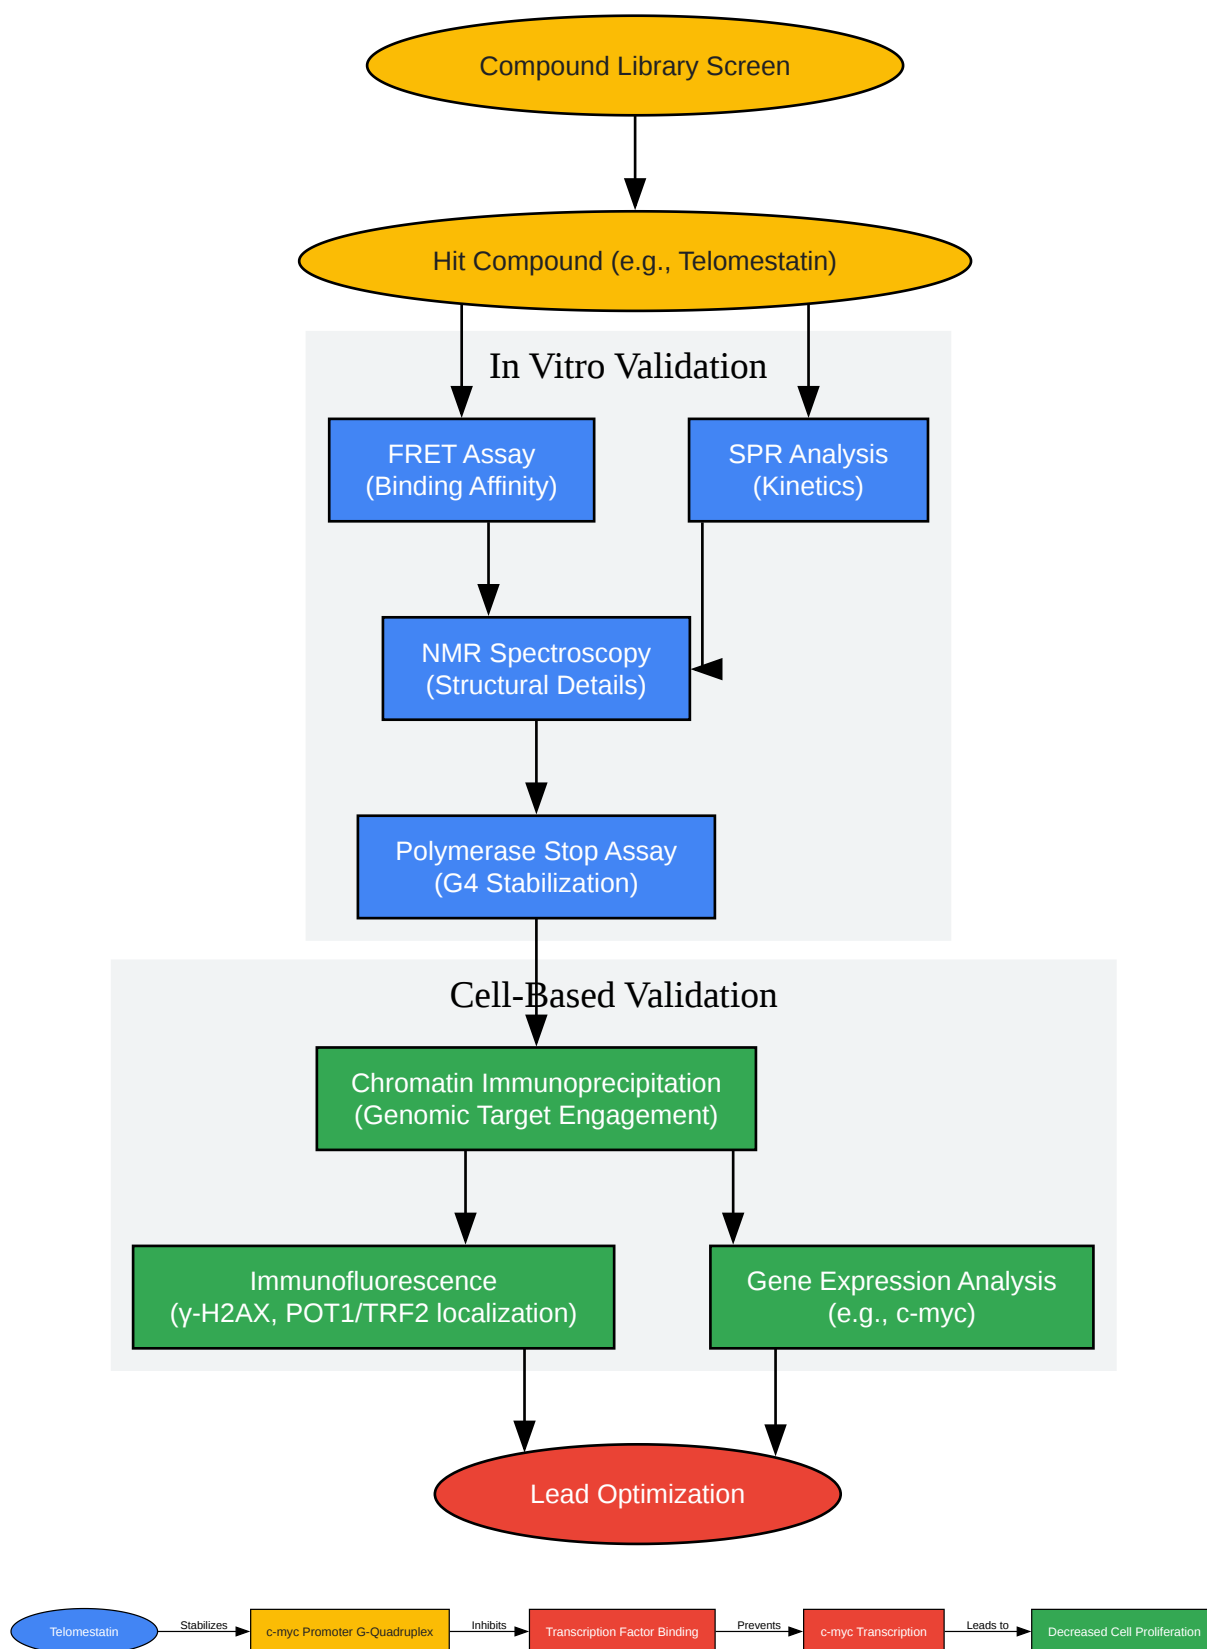 Compound Library Screen
Hit Compound (e.g., Telomestatin)
In Vitro Validation
FRET Assay
(Binding Affinity)
SPR Analysis
(Kinetics)
NMR Spectroscopy
(Structural Details)
Polymerase Stop Assay
(G4 Stabilization)
Cell-Based Validation
Chromatin Immunoprecipitation
(Genomic Target Engagement)
Immunofluorescence
(γ-H2AX, POT1/TRF2 localization)
Gene Expression Analysis
(e.g., c-myc)
Lead Optimization
Telomestatin
Stabilizes
c-myc Promoter G-Quadruplex
Inhibits
Transcription Factor Binding
Prevents
c-myc Transcription
Leads to
Decreased Cell Proliferation